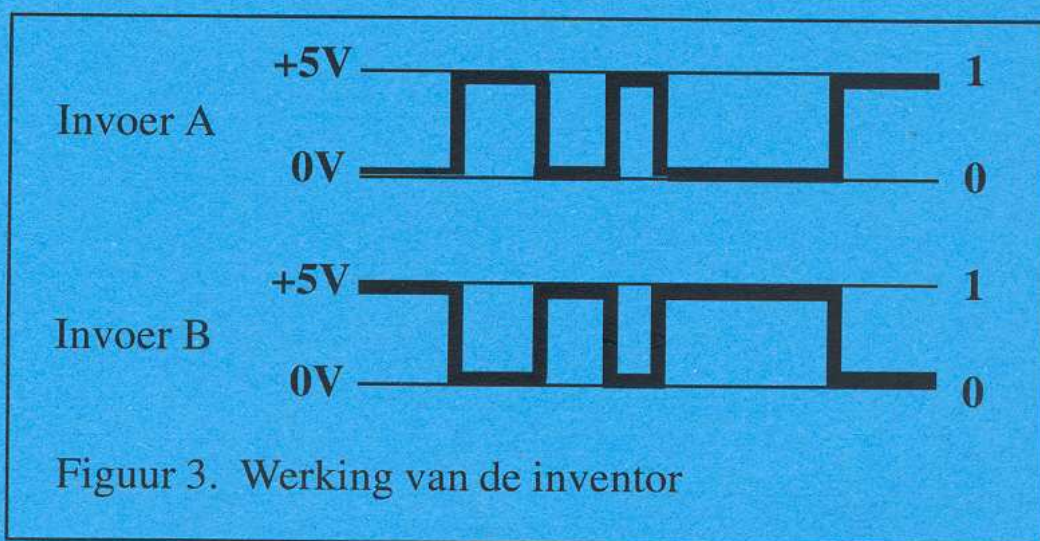 +5V 1
Invoer A
0V 0
+5V 1
Invoer B
0V 0
Figuur 3. Werking van de inventor